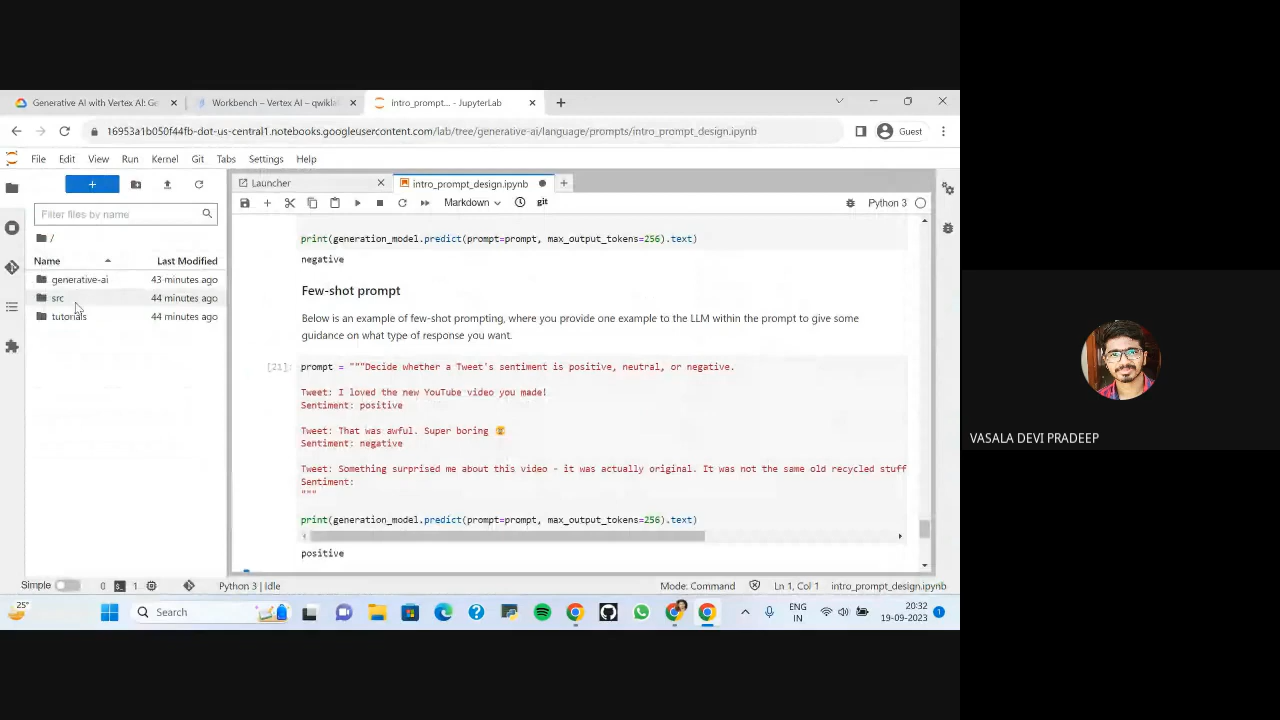 Generative AI with Vertex AI: Ge
Workbench – Vertex AI – qwikla
intro_prompt... - JupyterLab
16953a1b050f44fb-dot-us-central1.notebooks.googleusercontent.com/lab/tree/generative-ai/language/prompts/intro_prompt_design.ipynb
Guest
File Edit View Run Kernel Git Tabs Settings Help
Launcher
intro_prompt_design.ipynb
Markdown
git
Python 3
Filter files by name
/
Name
Last Modified
generative-ai 43 minutes ago
src 44 minutes ago
tutorials 44 minutes ago
print(generation_model.predict(prompt=prompt, max_output_tokens=256).text)
negative
Few-shot prompt
Below is an example of few-shot prompting, where you provide one example to the LLM within the prompt to give some
guidance on what type of response you want.
[21]: prompt = """Decide whether a Tweet's sentiment is positive, neutral, or negative.
Tweet: I loved the new YouTube video you made!
Sentiment: positive
Tweet: That was awful. Super boring 😠
Sentiment: negative
Tweet: Something surprised me about this video - it was actually original. It was not the same old recycled stuff
Sentiment:
"""
print(generation_model.predict(prompt=prompt, max_output_tokens=256).text)
positive
VASALA DEVI PRADEEP
Simple 0 1 Python 3 | Idle Mode: Command Ln 1, Col 1 intro_prompt_design.ipynb
25°
Search
ENG
IN
20:32
19-09-2023
1